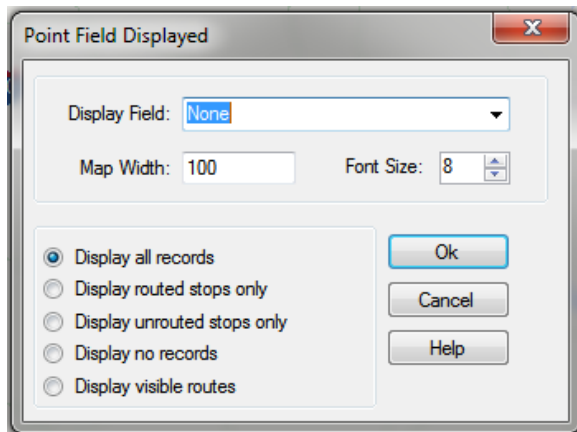 Point Field Displayed
Display Field: None
Map Width: 100 Font Size: 8
Display all records
Display routed stops only
Display unrouted stops only
Display no records
Display visible routes
Ok
Cancel
Help